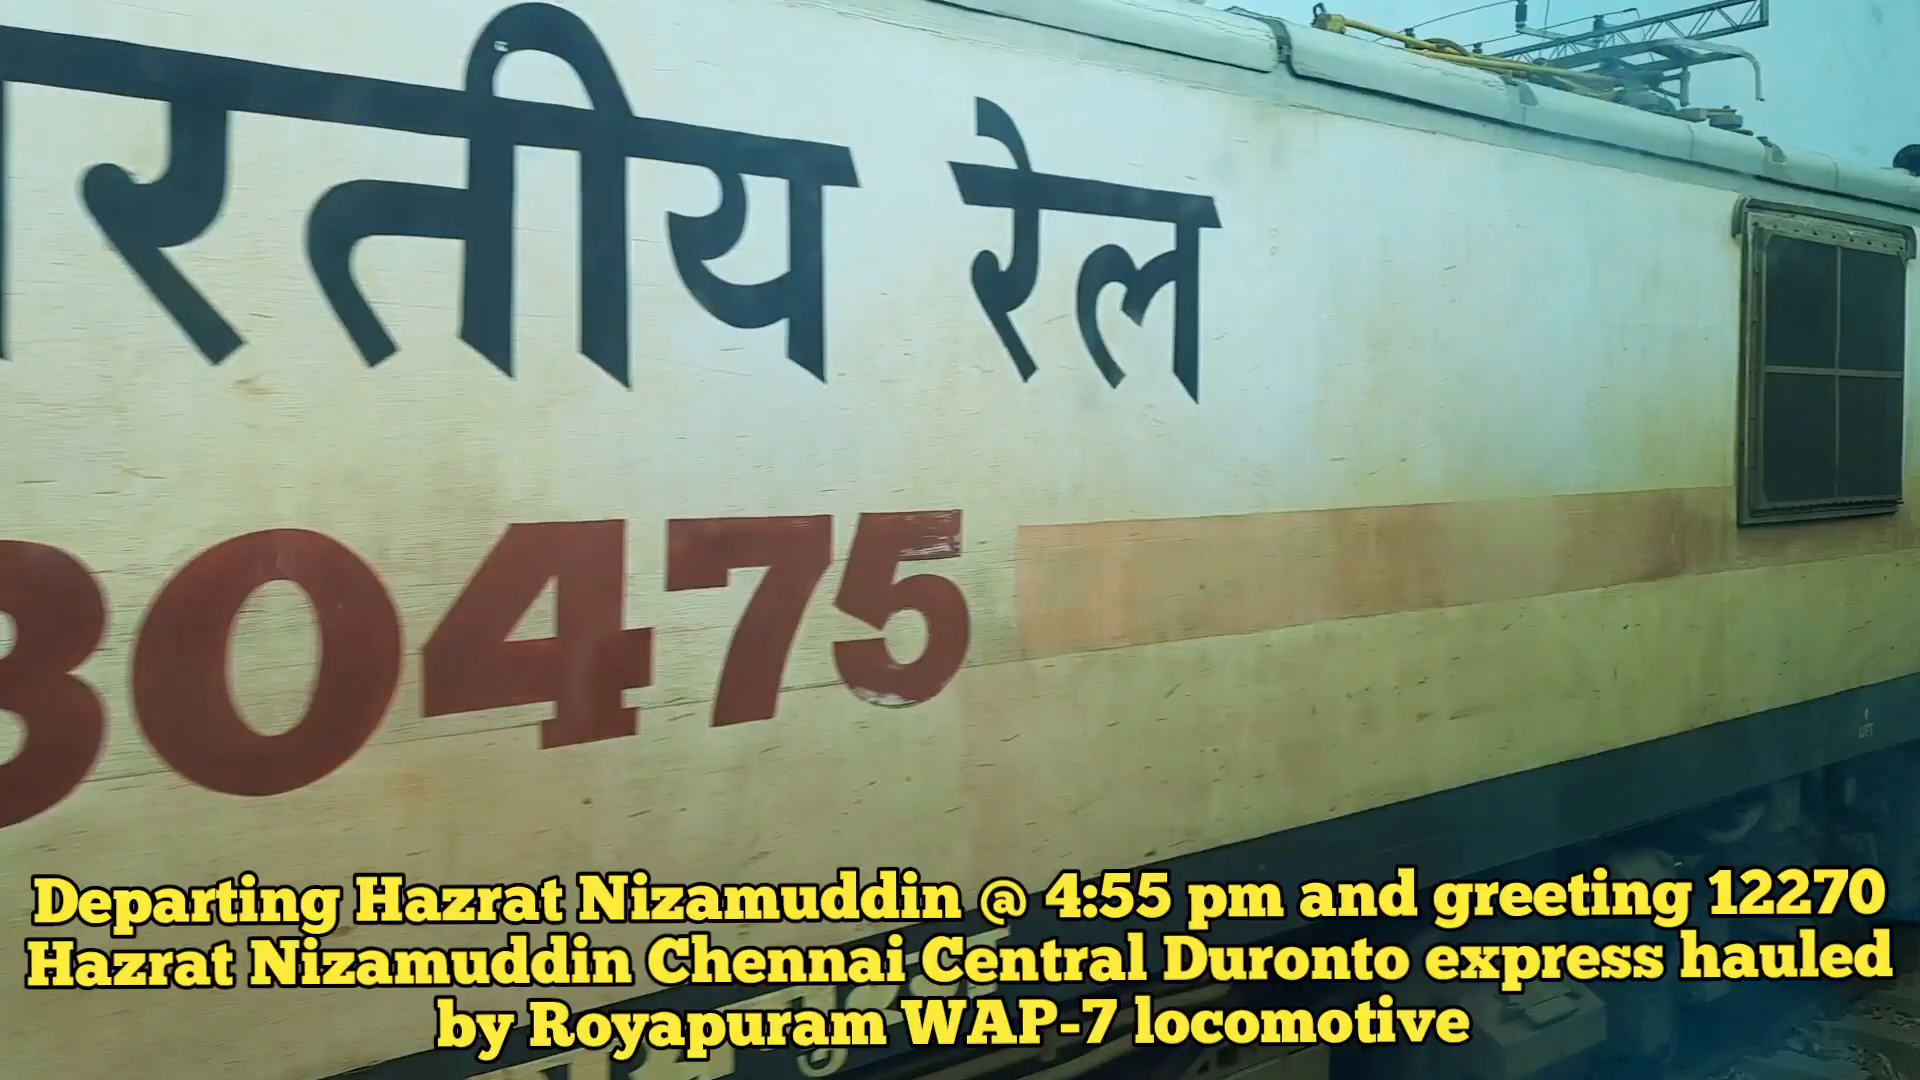 रतीय रेल
30475
LIFT
Departing Hazrat Nizamuddin @ 4:55 pm and greeting 12270
Hazrat Nizamuddin Chennai Central Duronto express hauled
by Royapuram WAP-7 locomotive